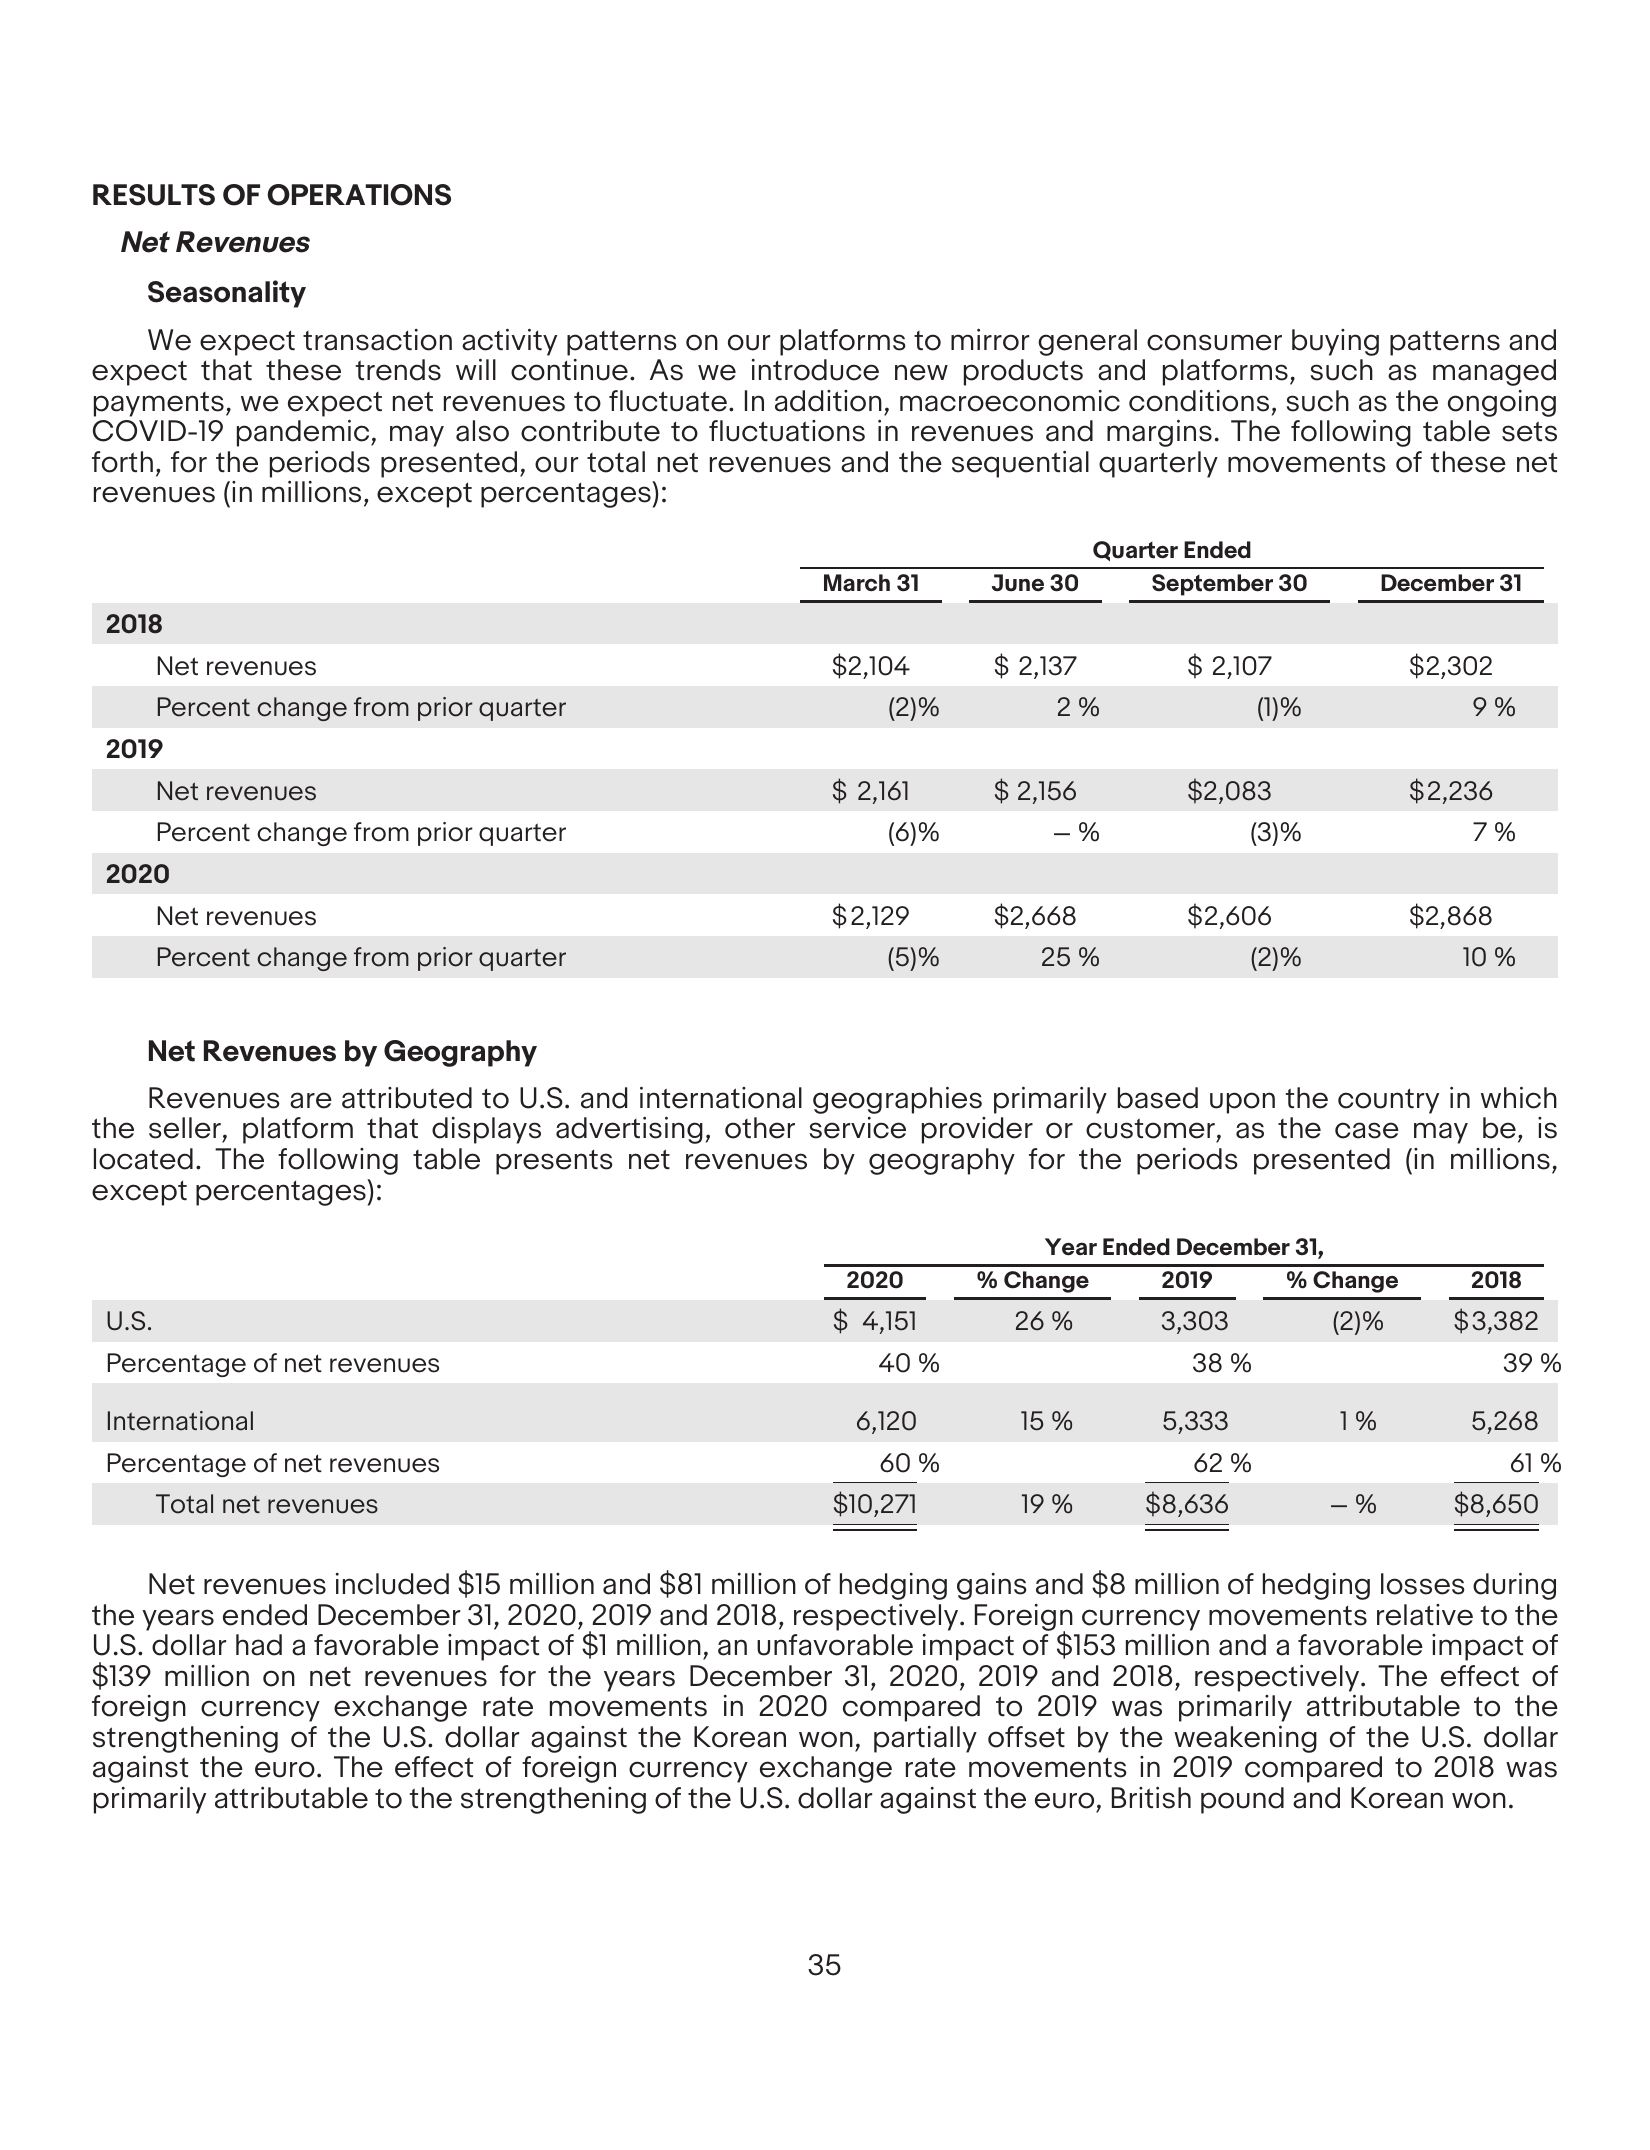 RESULTS OF OPERATIONS
Net Revenues
Seasonality
We expect transaction activity patterns on our platforms to mirror general consumer buying patterns and
expect that these trends will continue. As we introduce new products and platforms, such as managed
payments, we expect net revenues to fluctuate. In addition, macroeconomic conditions, such as the ongoing
COVID-19 pandemic, may also contribute to fluctuations in revenues and margins. The following table sets
forth, for the periods presented, our total net revenues and the sequential quarterly movements of these net
revenues (in millions, except percentages):
Quarter Ended
March 31 June 30 September 30 December 31
2018
Net revenues $2,104 $ 2,137 $ 2,107 $2,302
Percent change from prior quarter (2)% 2 % (1)% 9 %
2019
Net revenues $ 2,161 $ 2,156 $2,083 $2,236
Percent change from prior quarter (6)% — % (3)% 7 %
2020
Net revenues $2,129 $2,668 $2,606 $2,868
Percent change from prior quarter (5)% 25 % (2)% 10 %
Net Revenues by Geography
Revenues are attributed to U.S. and international geographies primarily based upon the country in which
the seller, platform that displays advertising, other service provider or customer, as the case may be, is
located. The following table presents net revenues by geography for the periods presented (in millions,
except percentages):
Year Ended December 31,
2020 % Change 2019 % Change 2018
U.S. $ 4,151 26 % 3,303 (2)% $3,382
Percentage of net revenues 40 % 38 % 39 %
International 6,120 15 % 5,333 1 % 5,268
Percentage of net revenues 60 % 62 % 61 %
Total net revenues $10,271 19 % $8,636 — % $8,650
Net revenues included $15 million and $81 million of hedging gains and $8 million of hedging losses during
the years ended December 31, 2020, 2019 and 2018, respectively. Foreign currency movements relative to the
U.S. dollar had a favorable impact of $1 million, an unfavorable impact of $153 million and a favorable impact of
$139 million on net revenues for the years December 31, 2020, 2019 and 2018, respectively. The effect of
foreign currency exchange rate movements in 2020 compared to 2019 was primarily attributable to the
strengthening of the U.S. dollar against the Korean won, partially offset by the weakening of the U.S. dollar
against the euro. The effect of foreign currency exchange rate movements in 2019 compared to 2018 was
primarily attributable to the strengthening of the U.S. dollar against the euro, British pound and Korean won.
35